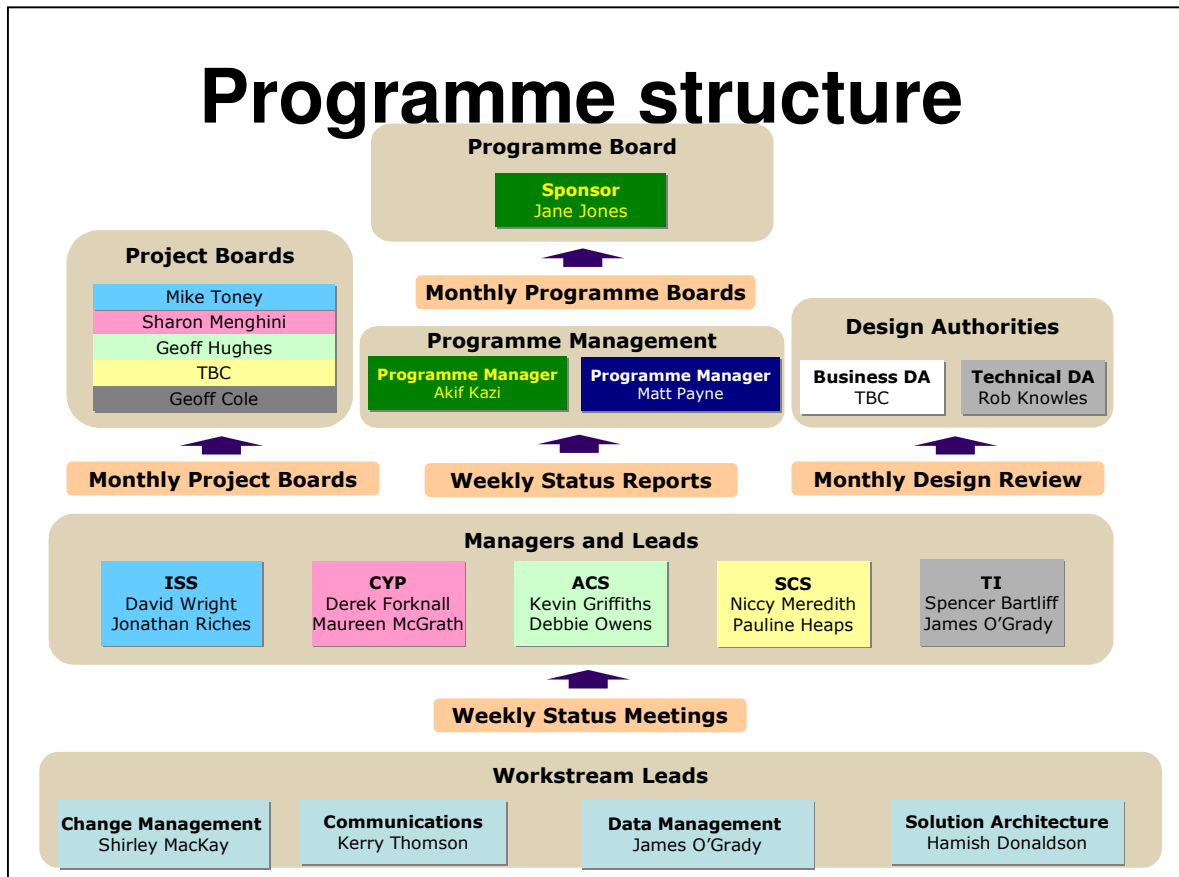 Programme structure
Programme Board
Sponsor
Jane Jones
Monthly Programme Boards
Project Boards
Mike Toney
Sharon Menghini
Geoff Hughes
TBC
Geoff Cole
Monthly Project Boards
Programme Management
Programme Manager
Akif Kazi
Programme Manager
Matt Payne
Weekly Status Reports
Design Authorities
Business DA
TBC
Technical DA
Rob Knowles
Monthly Design Review
Managers and Leads
ISS
David Wright
Jonathan Riches
CYP
Derek Forknall
Maureen McGrath
ACS
Kevin Griffiths
Debbie Owens
SCS
Niccy Meredith
Pauline Heaps
TI
Spencer Bartliff
James O'Grady
Weekly Status Meetings
Workstream Leads
Change Management
Shirley MacKay
Communications
Kerry Thomson
Data Management
James O'Grady
Solution Architecture
Hamish Donaldson